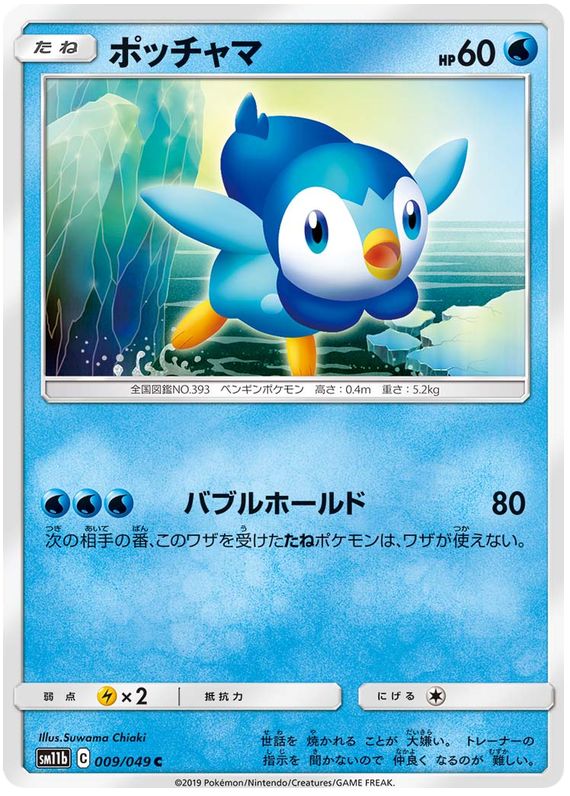 たね ポッチャマ HP60
全国図鑑NO.393 ペンギンポケモン 高さ:0.4m 重さ:5.2kg
バブルホールド 80
次の相手の番、このワザを受けたたねポケモンは、ワザが使えない。
弱点 ×2 抵抗力 にげる
Illus.Suwama Chiaki
世話を 焼かれる ことが 大嫌い。 トレーナーの
指示を 聞かないので 仲良く なるのが 難しい。
sm11b C 009/049 C
©2019 Pokémon/Nintendo/Creatures/GAME FREAK.